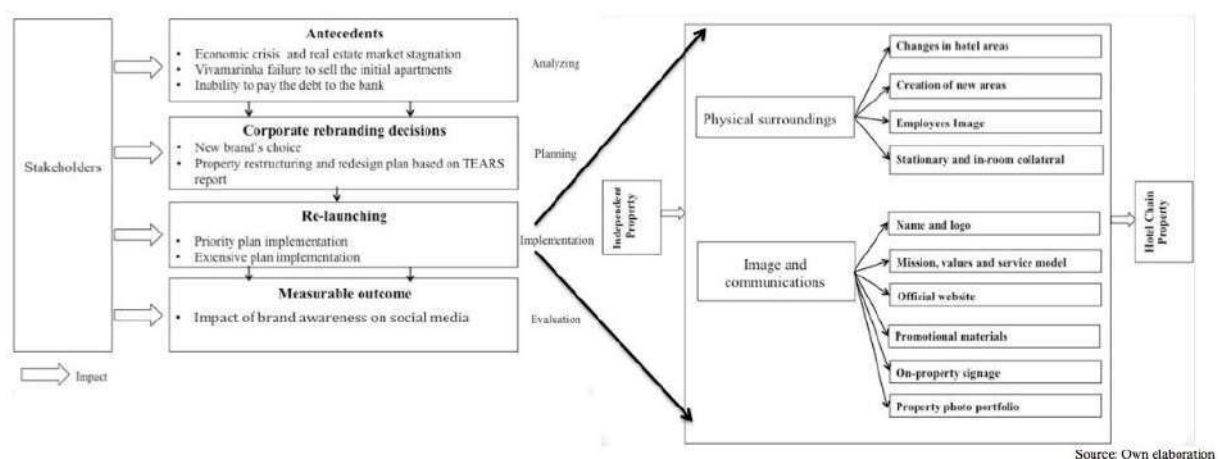 Stakeholders
Antecedents
• Economic crisis and real estate market stagnation
• Vivamarinha failure to sell the initial apartments
• Inability to pay the debt to the bank
Analyzing
Corporate rebranding decisions
• New brand's choice
• Property restructuring and redesign plan based on TEARS
report
Planning
Re-launching
• Priority plan implementation
• Extensive plan implementation
Implementation
Measurable outcome
• Impact of brand awareness on social media
Evaluation
Impact
Independent
Property
Physical surroundings
Changes in hotel areas
Creation of new areas
Employees Image
Stationary and in-room collateral
Image and
communications
Name and logo
Mission, values and service model
Official website
Promotional materials
On-property signage
Property photo portfolio
Hotel Chain
Property
Source: Own elaboration